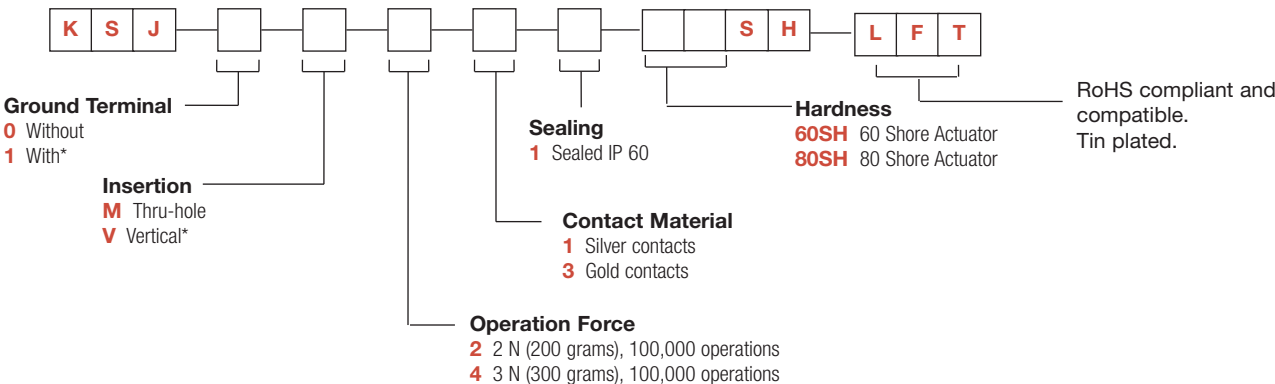 K S J S H L F T
Ground Terminal
0 Without
1 With*
Insertion
M Thru-hole
V Vertical*
Operation Force
2 2 N (200 grams), 100,000 operations
4 3 N (300 grams), 100,000 operations
Contact Material
1 Silver contacts
3 Gold contacts
Sealing
1 Sealed IP 60
Hardness
60SH 60 Shore Actuator
80SH 80 Shore Actuator
RoHS compliant and
compatible.
Tin plated.